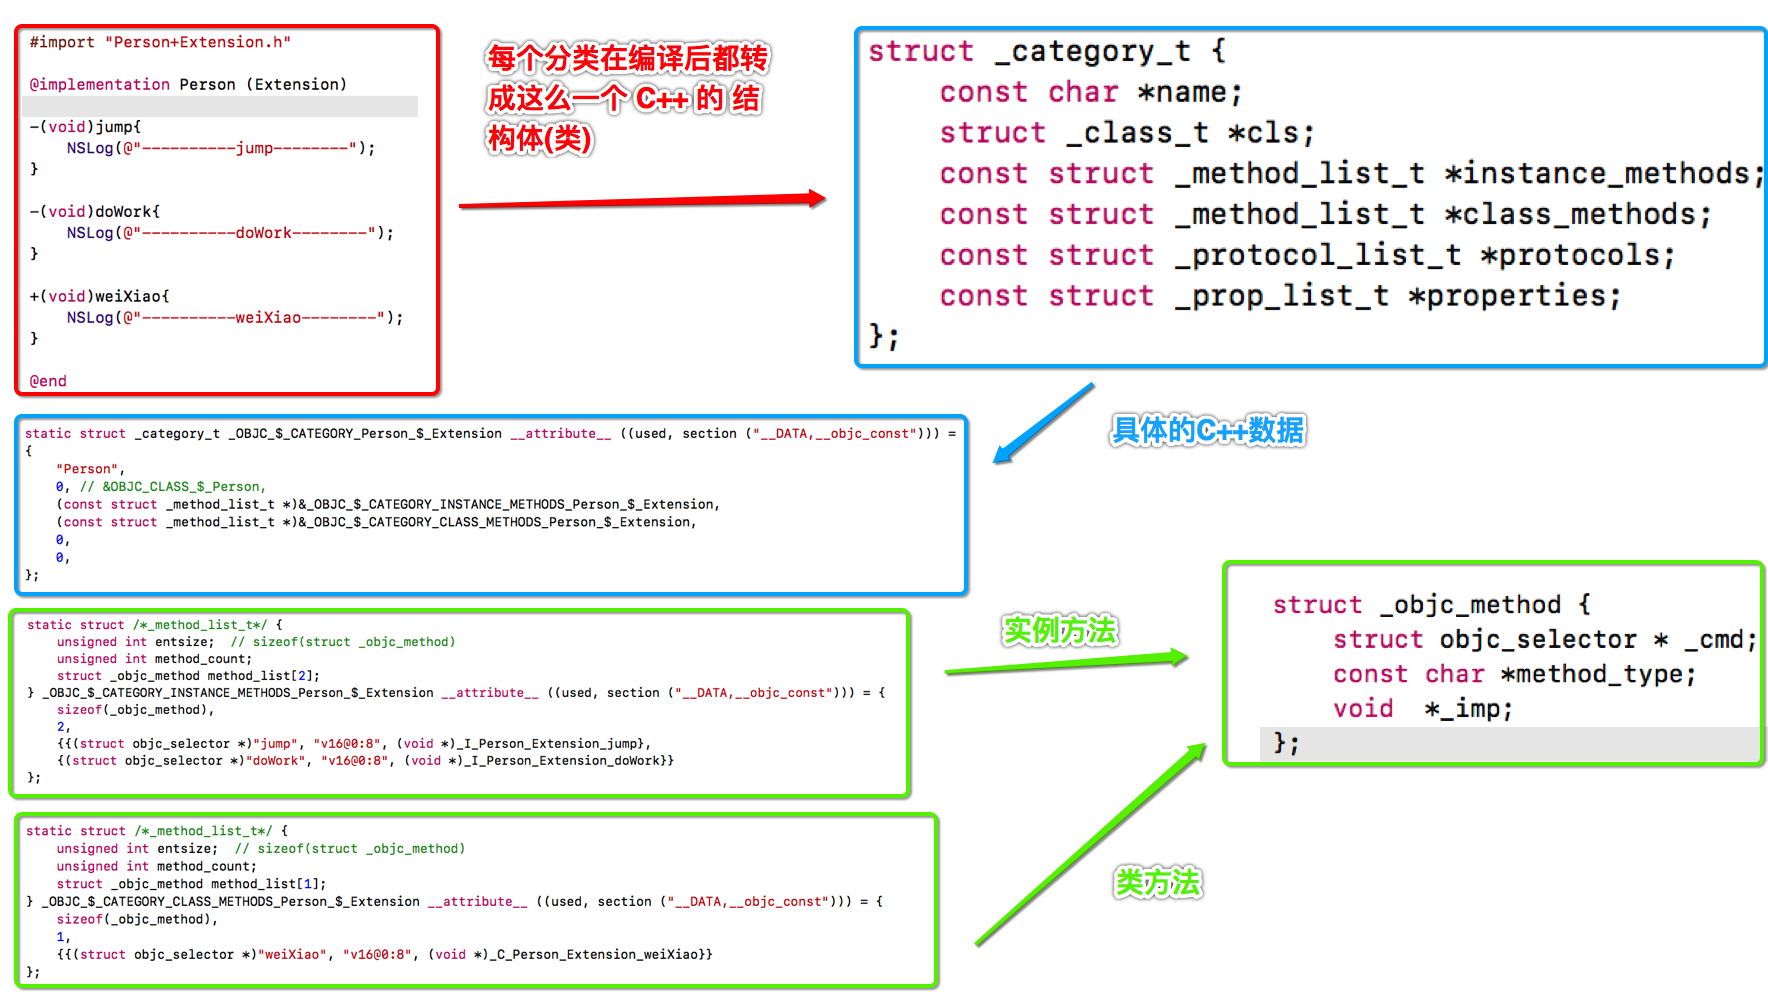 #import "Person+Extension.h"
@implementation Person (Extension)
-(void)jump{
NSLog(@"----------jump--------");
}
-(void)doWork{
NSLog(@"----------doWork--------");
}
+(void)weiXiao{
NSLog(@"----------weiXiao--------");
}
@end
每个分类在编译后都转
成这么一个 C++ 的 结
构体(类)
struct _category_t {
const char *name;
struct _class_t *cls;
const struct _method_list_t *instance_methods;
const struct _method_list_t *class_methods;
const struct _protocol_list_t *protocols;
const struct _prop_list_t *properties;
};
具体的C++数据
static struct _category_t _OBJC_$_CATEGORY_Person_$_Extension __attribute__ ((used, section ("__DATA,__objc_const"))) =
{
"Person",
0, // &OBJC_CLASS_$_Person,
(const struct _method_list_t *)&_OBJC_$_CATEGORY_INSTANCE_METHODS_Person_$_Extension,
(const struct _method_list_t *)&_OBJC_$_CATEGORY_CLASS_METHODS_Person_$_Extension,
0,
0,
};
static struct /*_method_list_t*/ {
unsigned int entsize;  // sizeof(struct _objc_method)
unsigned int method_count;
struct _objc_method method_list[2];
} _OBJC_$_CATEGORY_INSTANCE_METHODS_Person_$_Extension __attribute__ ((used, section ("__DATA,__objc_const"))) = {
sizeof(_objc_method),
2,
{{(struct objc_selector *)"jump", "v16@0:8", (void *)_I_Person_Extension_jump},
{(struct objc_selector *)"doWork", "v16@0:8", (void *)_I_Person_Extension_doWork}}
};
实例方法
struct _objc_method {
struct objc_selector * _cmd;
const char *method_type;
void  *_imp;
};
static struct /*_method_list_t*/ {
unsigned int entsize;  // sizeof(struct _objc_method)
unsigned int method_count;
struct _objc_method method_list[1];
} _OBJC_$_CATEGORY_CLASS_METHODS_Person_$_Extension __attribute__ ((used, section ("__DATA,__objc_const"))) = {
sizeof(_objc_method),
1,
{{(struct objc_selector *)"weiXiao", "v16@0:8", (void *)_C_Person_Extension_weiXiao}}
};
类方法